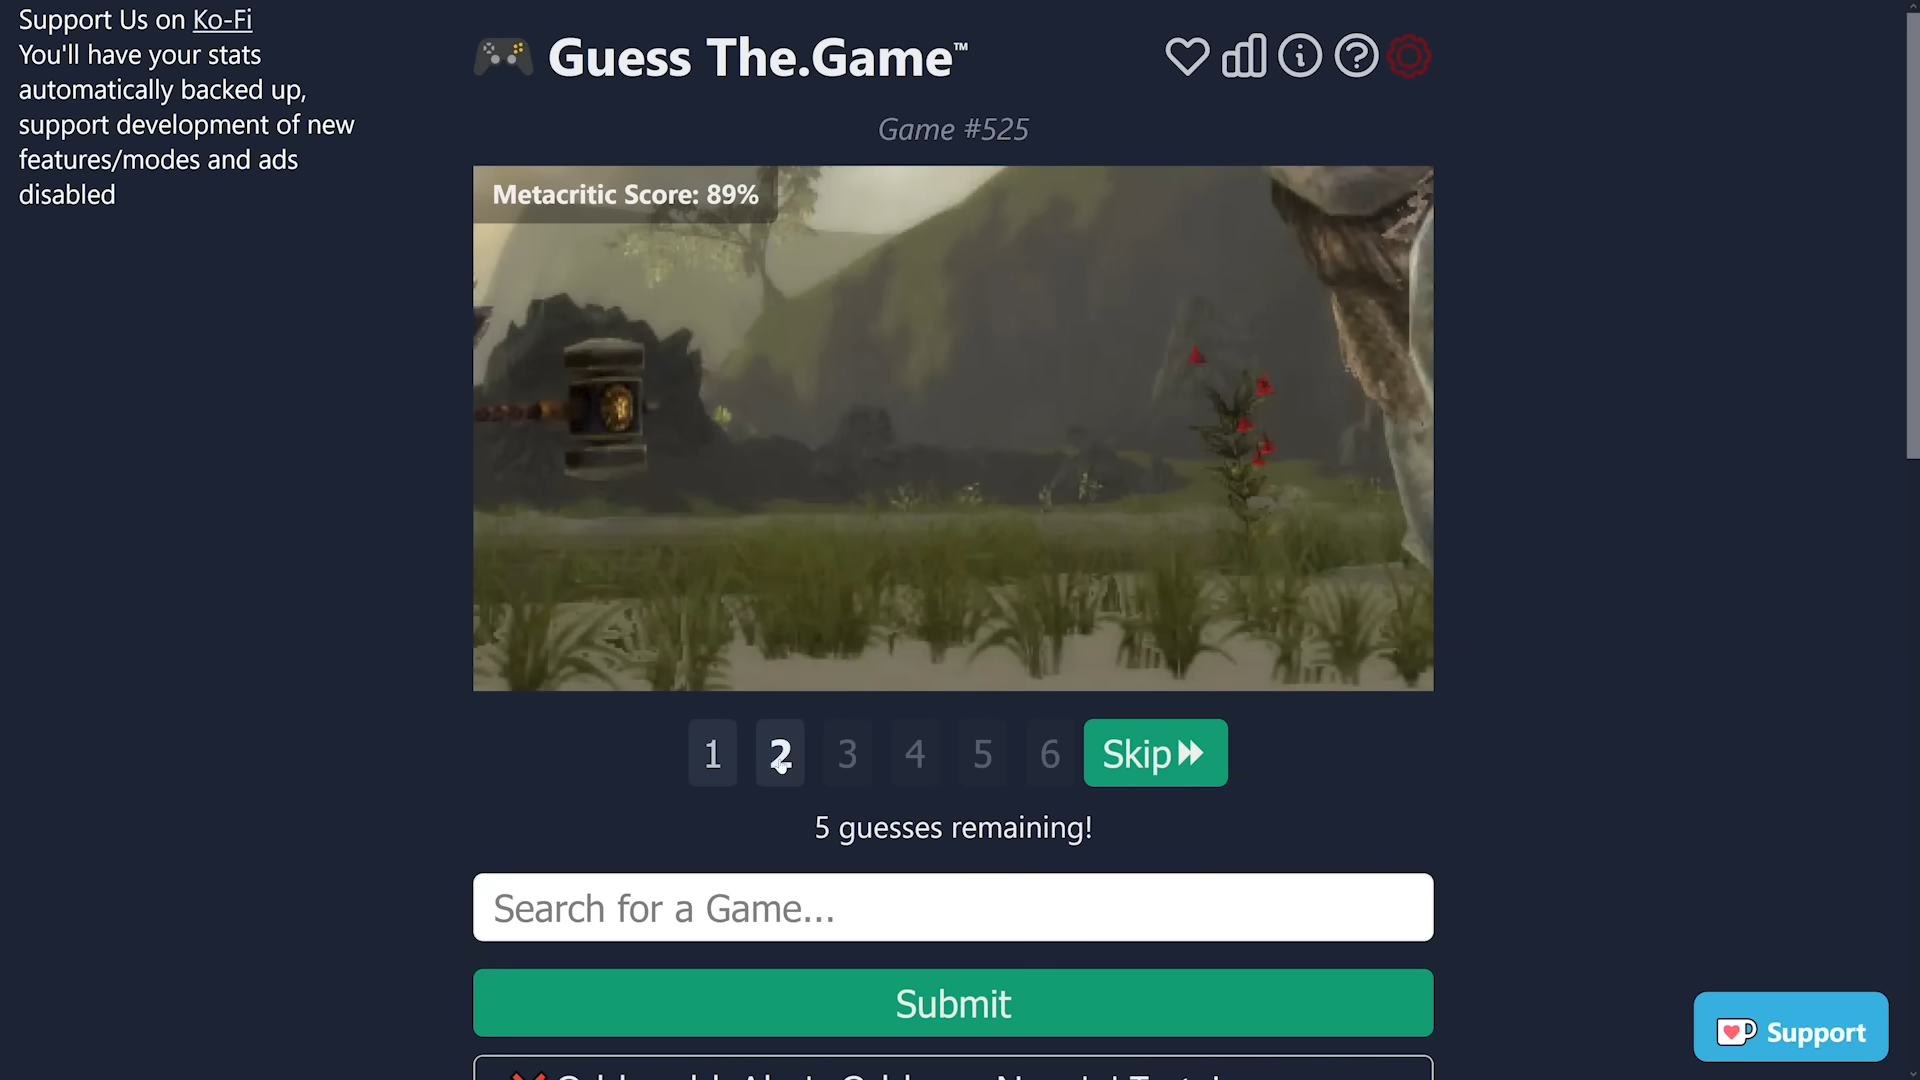 Support Us on Ko-Fi
You'll have your stats
automatically backed up,
support development of new
features/modes and ads
disabled
Guess The.Game™
Game #525
Metacritic Score: 89%
1 2 3 4 5 6 Skip
5 guesses remaining!
Search for a Game...
Submit
Support